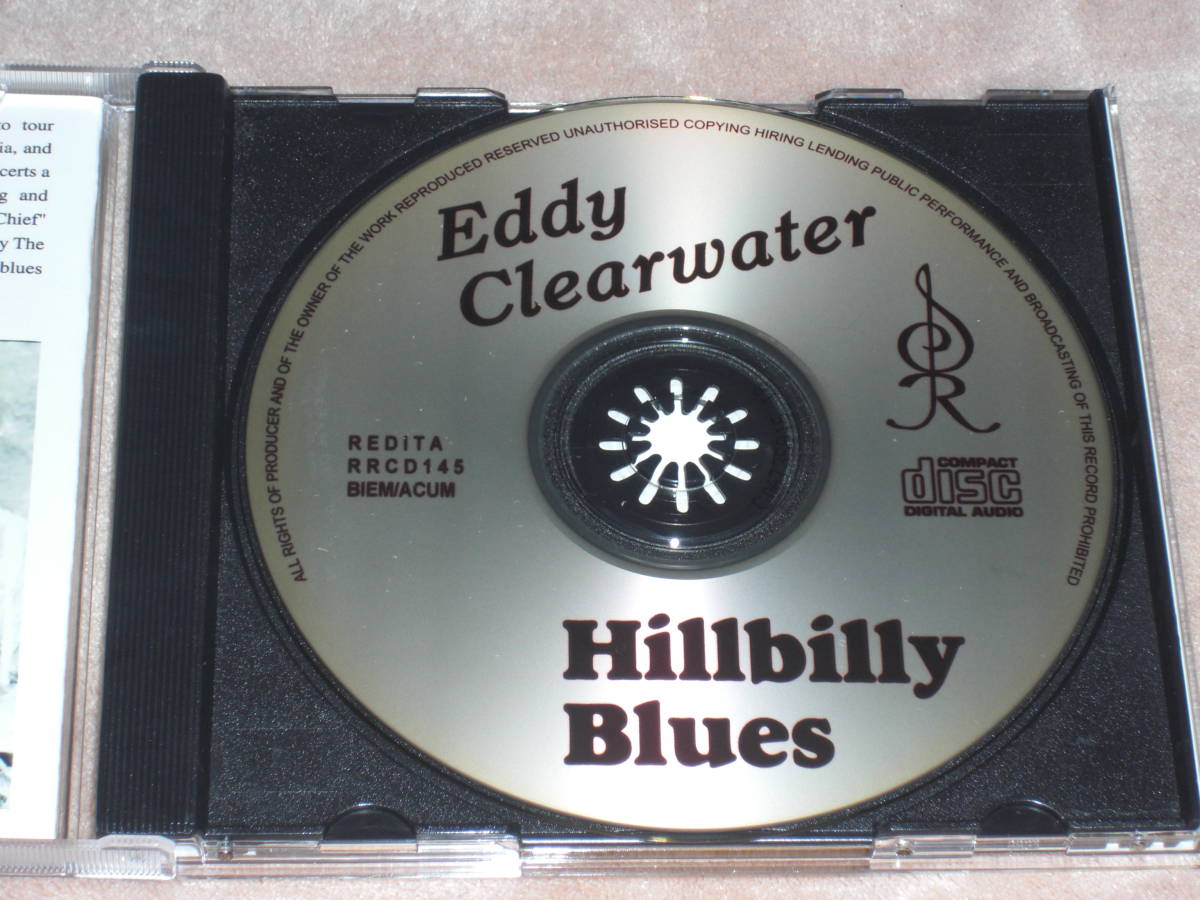 to tour
ia, and
certs a
g and
Chief"
y The
blues
ALL RIGHTS OF PRODUCER AND OF THE OWNER OF THE WORK REPRODUCED RESERVED UNAUTHORISED COPYING HIRING LENDING PUBLIC PERFORMANCE AND BROADCASTING OF THIS RECORD PROHIBITED
Eddy
Clearwater
REDiTA
RRCD145
BIEM/ACUM
COMPACT
disc
DIGITAL AUDIO
Hillbilly
Blues